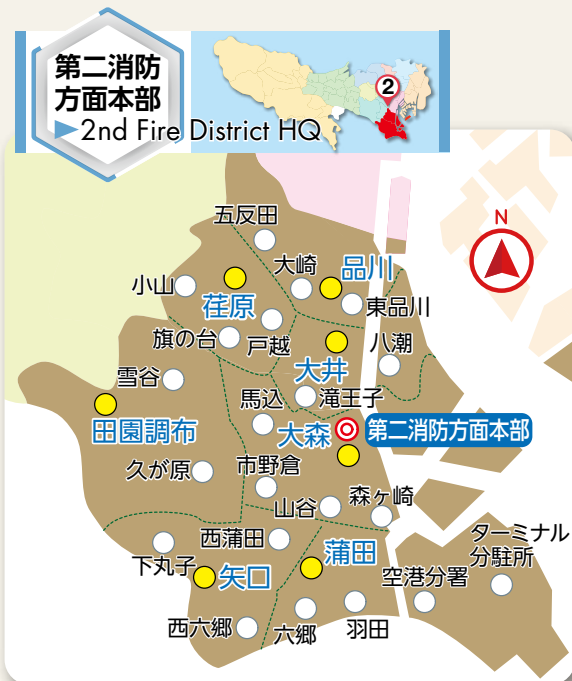 第二消防
方面本部
2nd Fire District HQ
2
N
五反田
大崎
品川
小山
荏原
東品川
旗の台
戸越
八潮
大井
雪谷
馬込
滝王子
田園調布
大森
第二消防方面本部
久が原
市野倉
山谷
森ヶ崎
西蒲田
ターミナル
分駐所
下丸子
矢口
蒲田
空港分署
西六郷
六郷
羽田